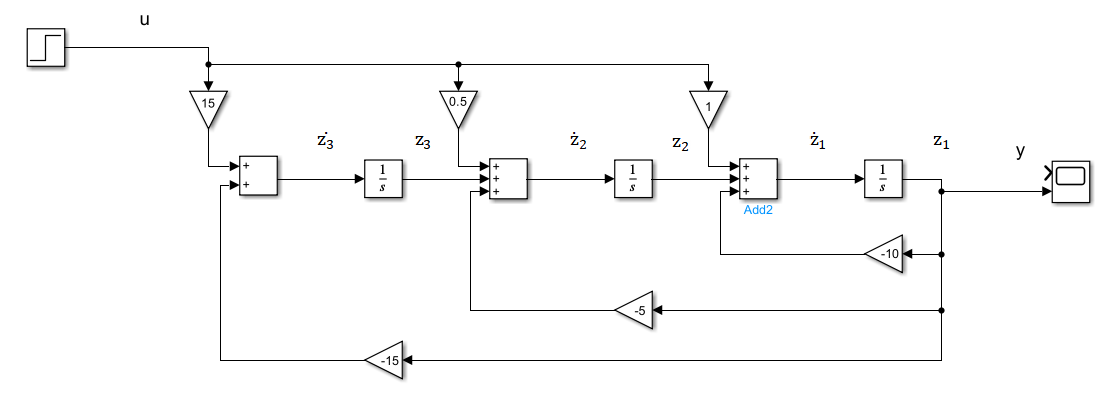 u
15
0.5
1
ż₃
z₃
ż₂
z₂
ż₁
z₁
y
+
+
1
s
+
+
+
1
s
+
+
+
Add2
1
s
-10
-5
-15